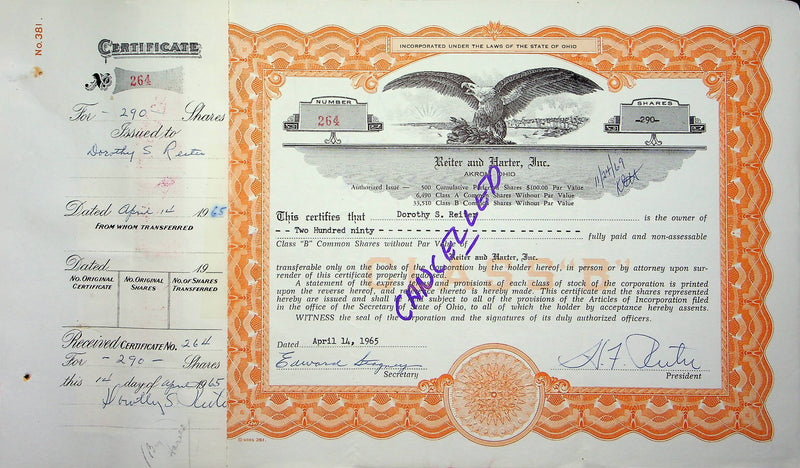 No.381.
CERTIFICATE
No 264
For - 290 - Shares
Issued to
Dorothy S. Reiter
Dated April 14 1965
FROM WHOM TRANSFERRED
Dated 19
NO. ORIGINAL CERTIFICATE NO. ORIGINAL SHARES NO. OF SHARES TRANSFERRED
Received CERTIFICATE NO. 264
For - 290 - Shares
this 14 day of April 1965
Dorothy S. Reiter
INCORPORATED UNDER THE LAWS OF THE STATE OF OHIO
NUMBER
264
SHARES
-290-
Reiter and Harter, Inc.
AKRON, OHIO
11/24/69
Authorized Issue 500 Cumulative Preferred Shares $100.00 Par Value
6,490 Class A Common Shares Without Par Value
33,510 Class B Common Shares Without Par Value
This certifies that Dorothy S. Reiter is the owner of
- - Two Hundred ninety - - - - - - - - - - - - - - - - - - - - fully paid and non-assessable
Class "B" Common Shares without Par Value of
Reiter and Harter, Inc.
CLASS "B"
transferable only on the books of the Corporation by the holder hereof, in person or by attorney upon sur-
render of this certificate properly endorsed.
A statement of the express terms and provisions of each class of stock of the corporation is printed
upon the reverse hereof, and reference thereto is hereby made. This certificate and the shares represented
hereby are issued and shall be held subject to all of the provisions of the Articles of Incorporation filed
in the office of the Secretary of State of Ohio, to all of which the holder by acceptance hereby assents.
WITNESS the seal of the Corporation and the signatures of its duly authorized officers.
CANCELLED
Dated April 14, 1965
Edward H. F. Reiter
Secretary President
© GOES 381.